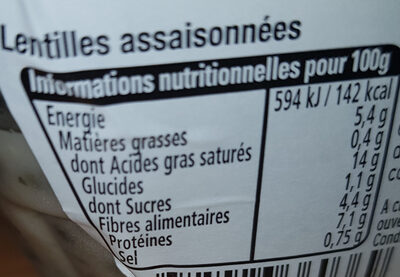 Lentilles assaisonnées
Informations nutritionnelles pour 100g
Energie 594 kJ / 142 kcal
Matières grasses 5,4 g
dont Acides gras saturés 0,4 g
Glucides 14 g
dont Sucres 1,1 g
Fibres alimentaires 4,4 g
Protéines 7,1 g
Sel 0,75 g